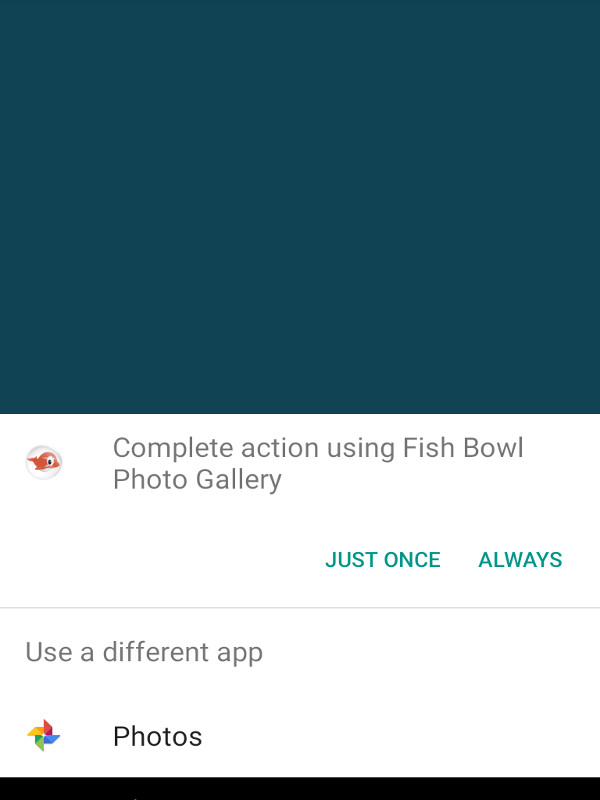 Complete action using Fish Bowl
Photo Gallery
JUST ONCE ALWAYS
Use a different app
Photos